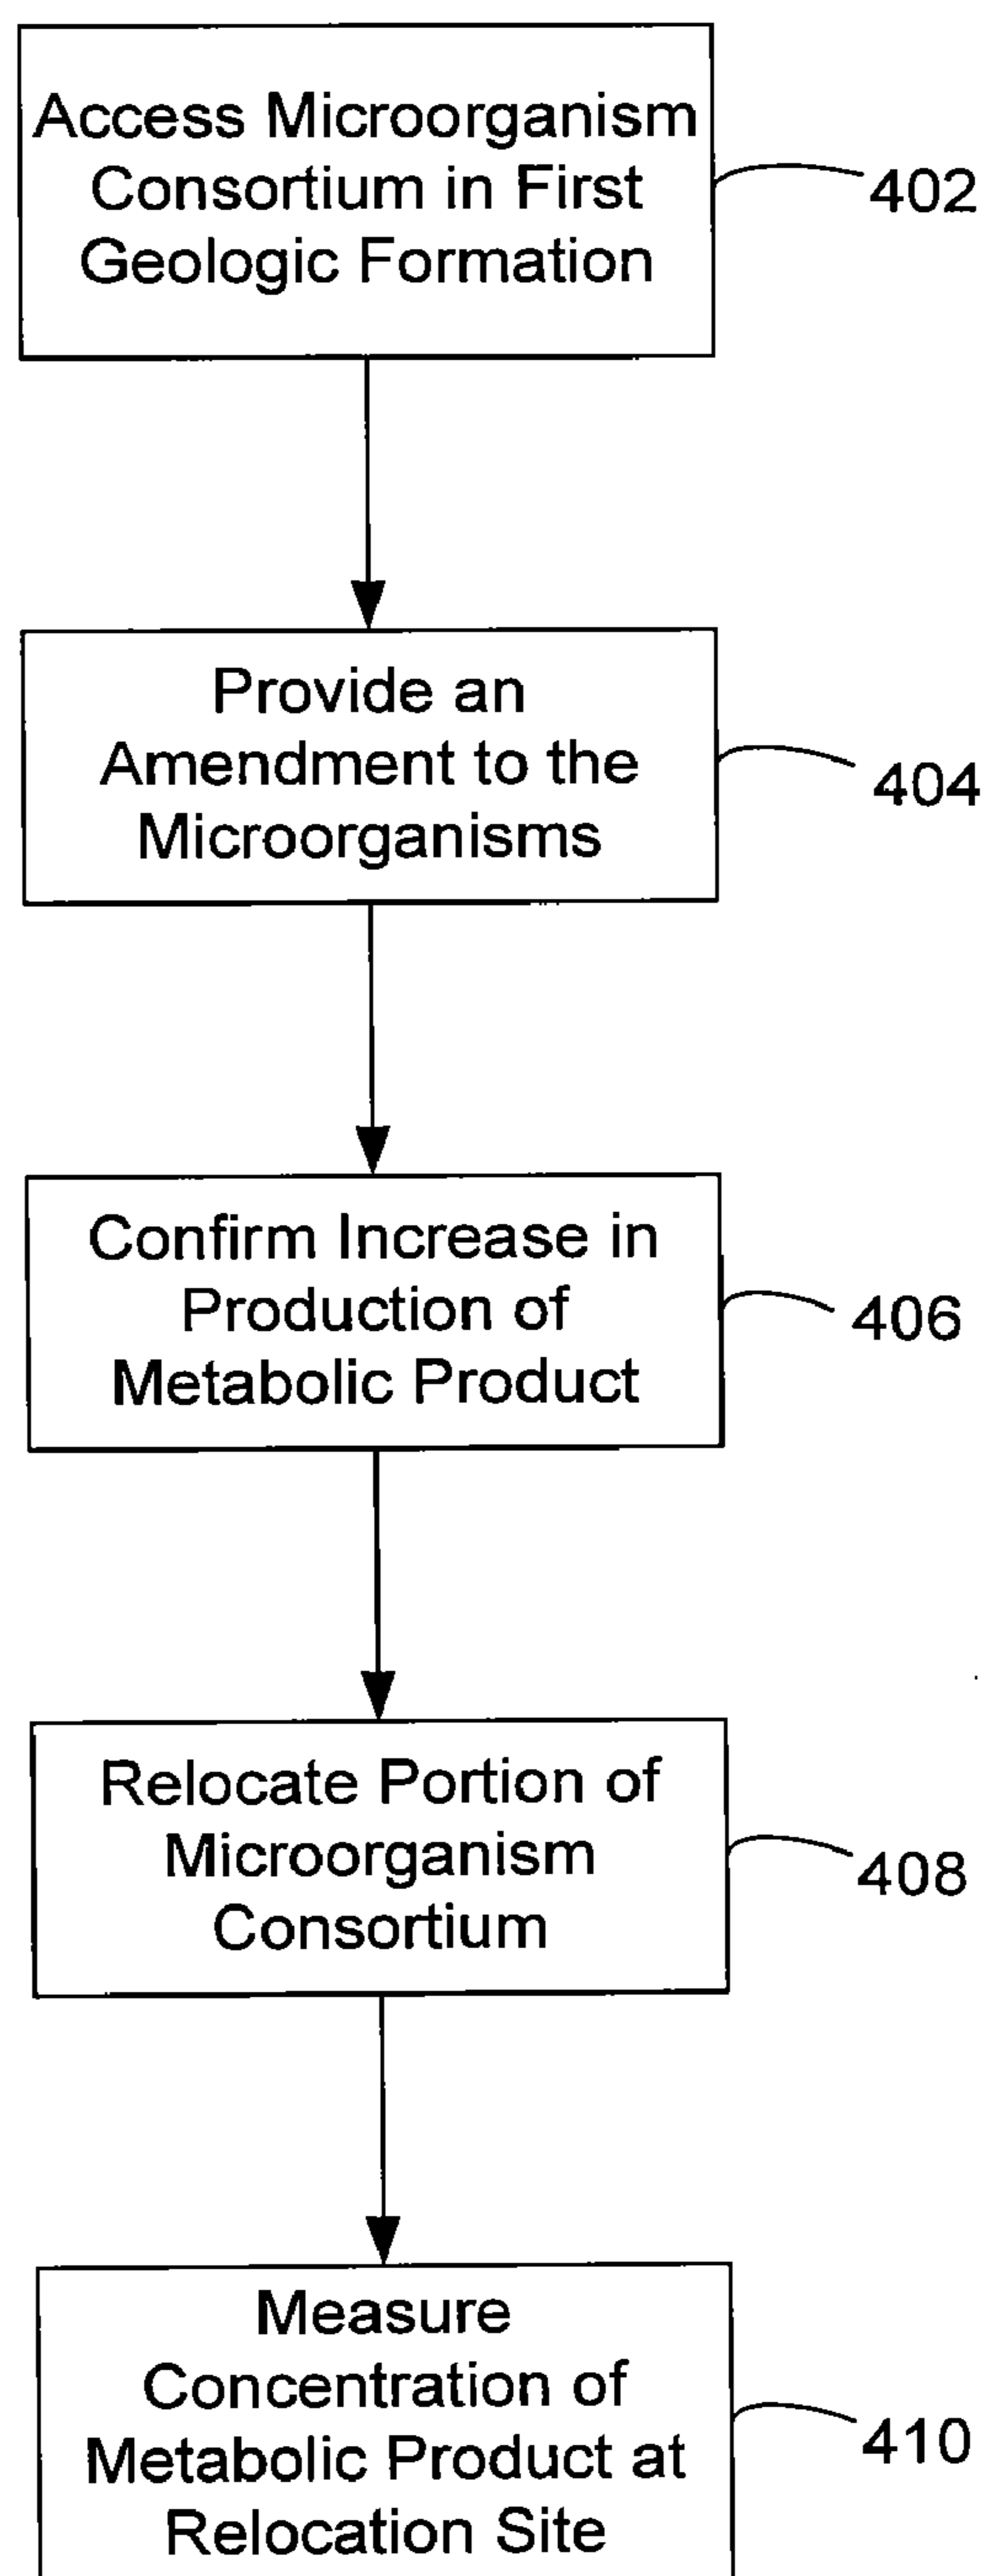 Access Microorganism
Consortium in First
Geologic Formation
402
Provide an
Amendment to the
Microorganisms
404
Confirm Increase in
Production of
Metabolic Product
406
Relocate Portion of
Microorganism
Consortium
408
Measure
Concentration of
Metabolic Product at
Relocation Site
410